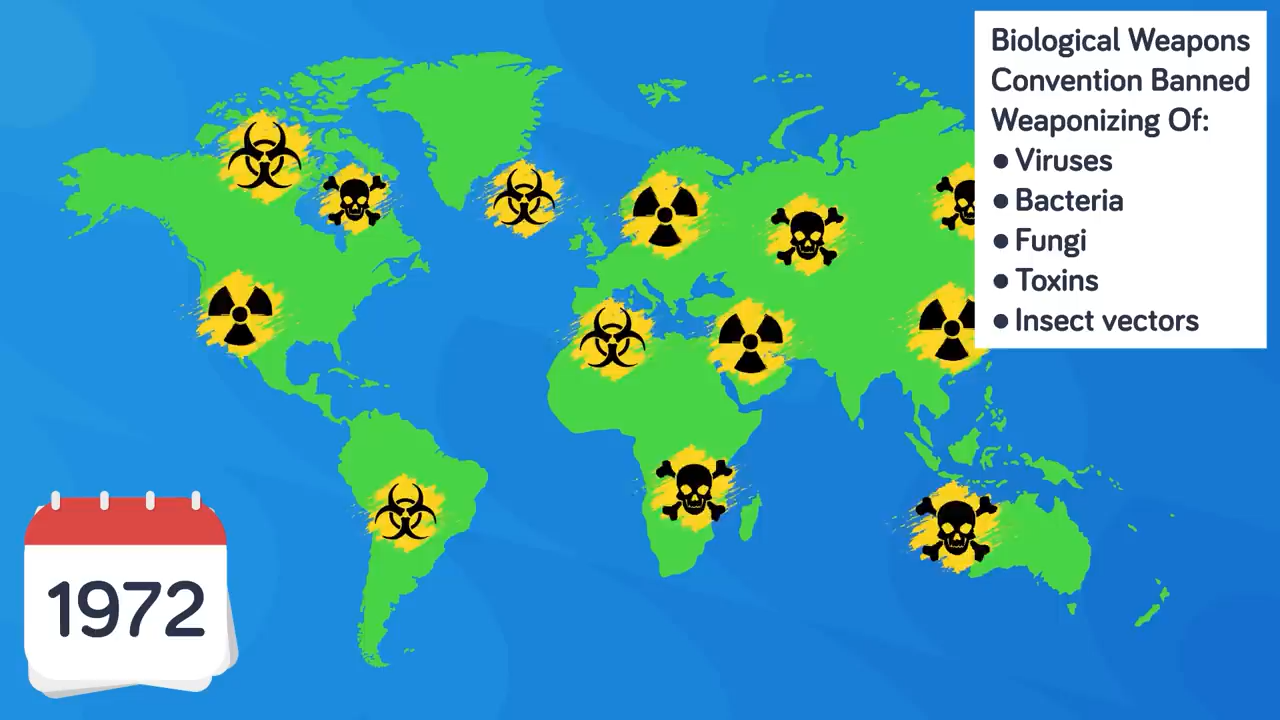 Biological Weapons
Convention Banned
Weaponizing Of:
● Viruses
● Bacteria
● Fungi
● Toxins
● Insect vectors
1972